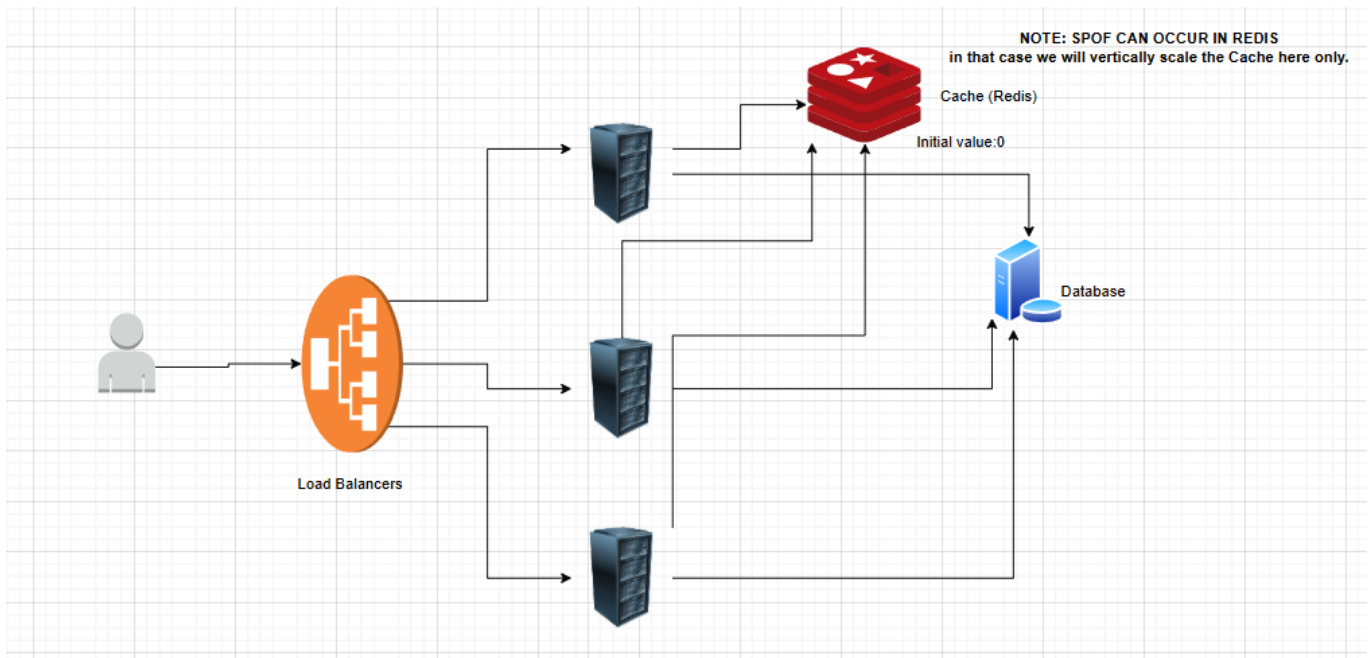 NOTE: SPOF CAN OCCUR IN REDIS
in that case we will vertically scale the Cache here only.
Cache (Redis)
Initial value:0
Database
Load Balancers